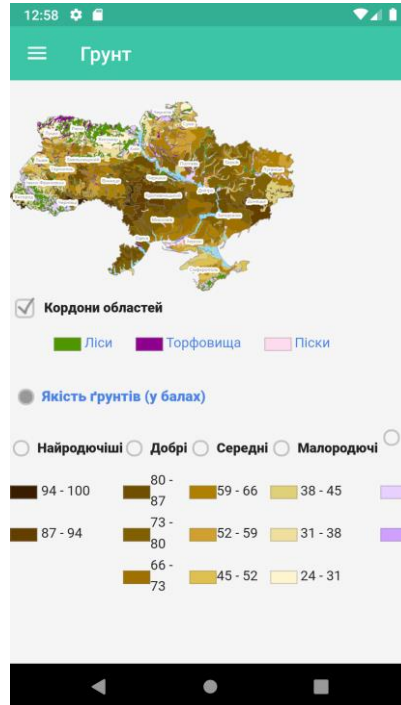 12:58
Грунт
Кордони областей
Ліси Торфовища Піски
Якість ґрунтів (у балах)
Найродючіші Добрі Середні Малородючі
94 - 100 80 - 87 59 - 66 38 - 45
87 - 94 73 - 80 52 - 59 31 - 38
66 - 73 45 - 52 24 - 31